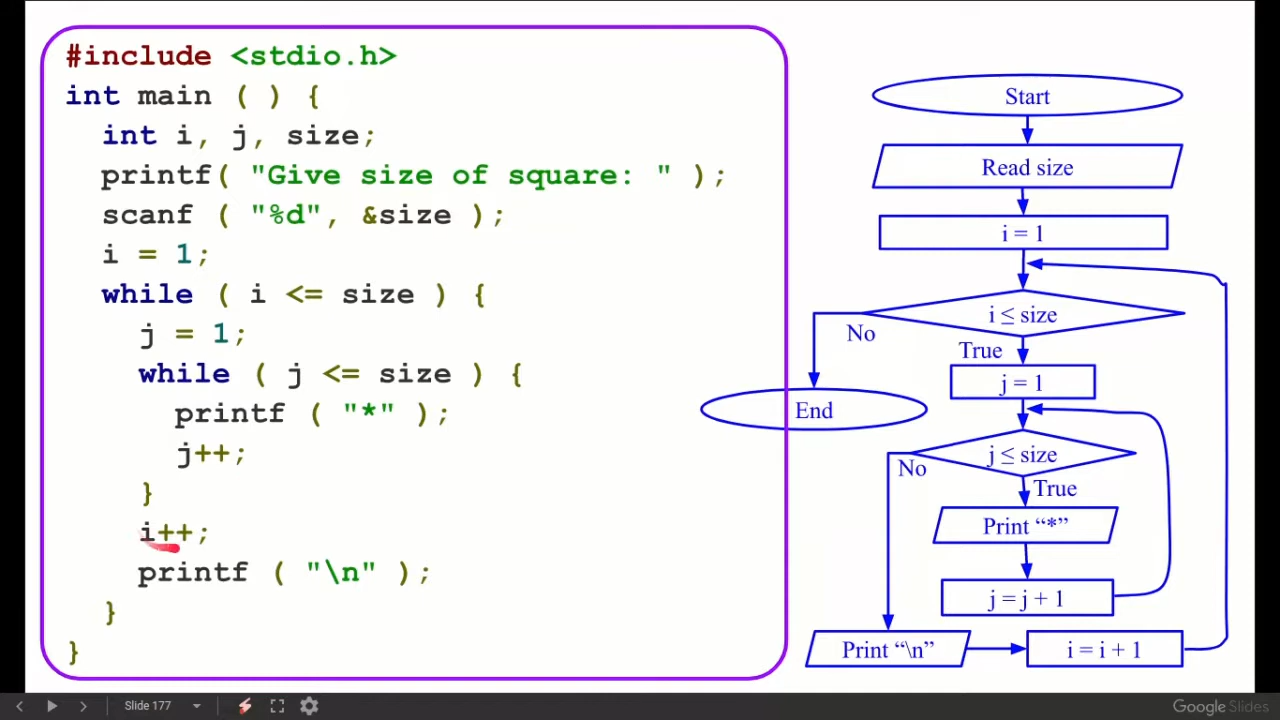 #include <stdio.h>
int main ( ) {
int i, j, size;
printf( "Give size of square: " );
scanf ( "%d", &size );
i = 1;
while ( i <= size ) {
j = 1;
while ( j <= size ) {
printf ( "*" );
j++;
}
i++;
printf ( "\n" );
}
}
Start
Read size
i = 1
i ≤ size
No
True
j = 1
End
j ≤ size
No
True
Print “*”
j = j + 1
Print “\n”
i = i + 1
Slide 177
Google Slides